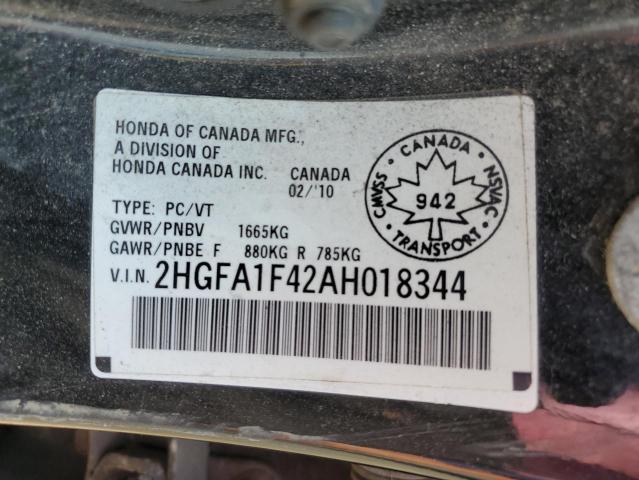 HONDA OF CANADA MFG.,
A DIVISION OF
HONDA CANADA INC. CANADA
02/'10
TYPE: PC/VT
GVWR/PNBV 1665KG
GAWR/PNBE F 880KG R 785KG
V.I.N. 2HGFA1F42AH018344
CANADA
CMVSS 942 NSVAC
TRANSPORT